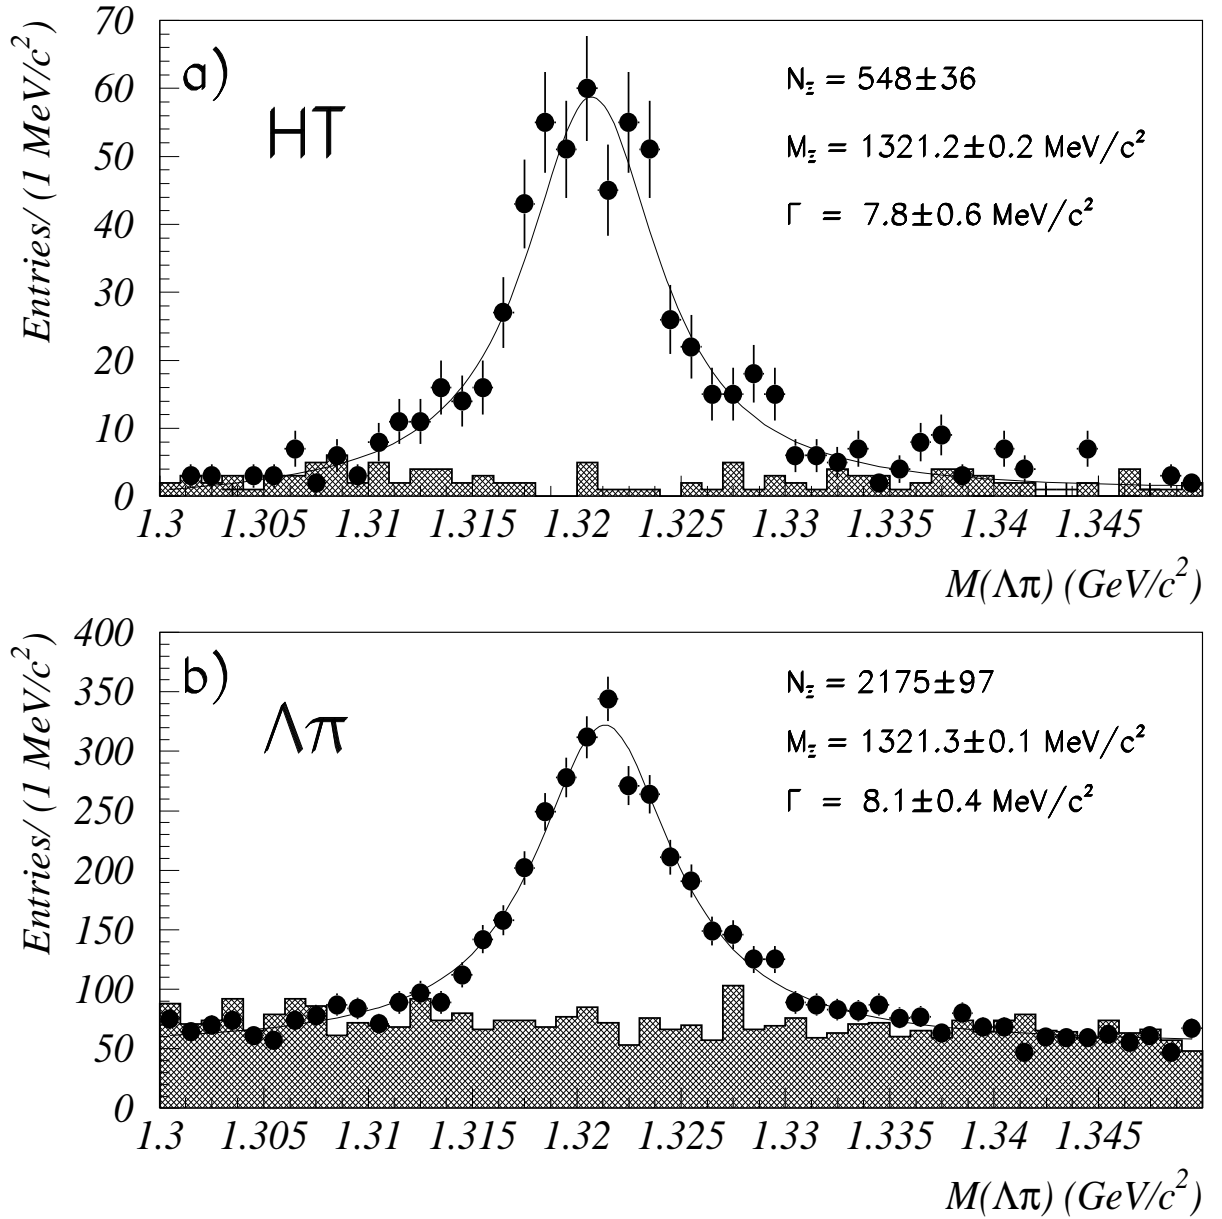 Entries/ (1 MeV/c²)
70
60
50
40
30
20
10
0
a)
HT
N_Ξ = 548±36
M_Ξ = 1321.2±0.2 MeV/c²
Γ = 7.8±0.6 MeV/c²
1.3 1.305 1.31 1.315 1.32 1.325 1.33 1.335 1.34 1.345
M(Λπ) (GeV/c²)
Entries/ (1 MeV/c²)
400
350
300
250
200
150
100
50
0
b)
Λπ
N_Ξ = 2175±97
M_Ξ = 1321.3±0.1 MeV/c²
Γ = 8.1±0.4 MeV/c²
1.3 1.305 1.31 1.315 1.32 1.325 1.33 1.335 1.34 1.345
M(Λπ) (GeV/c²)